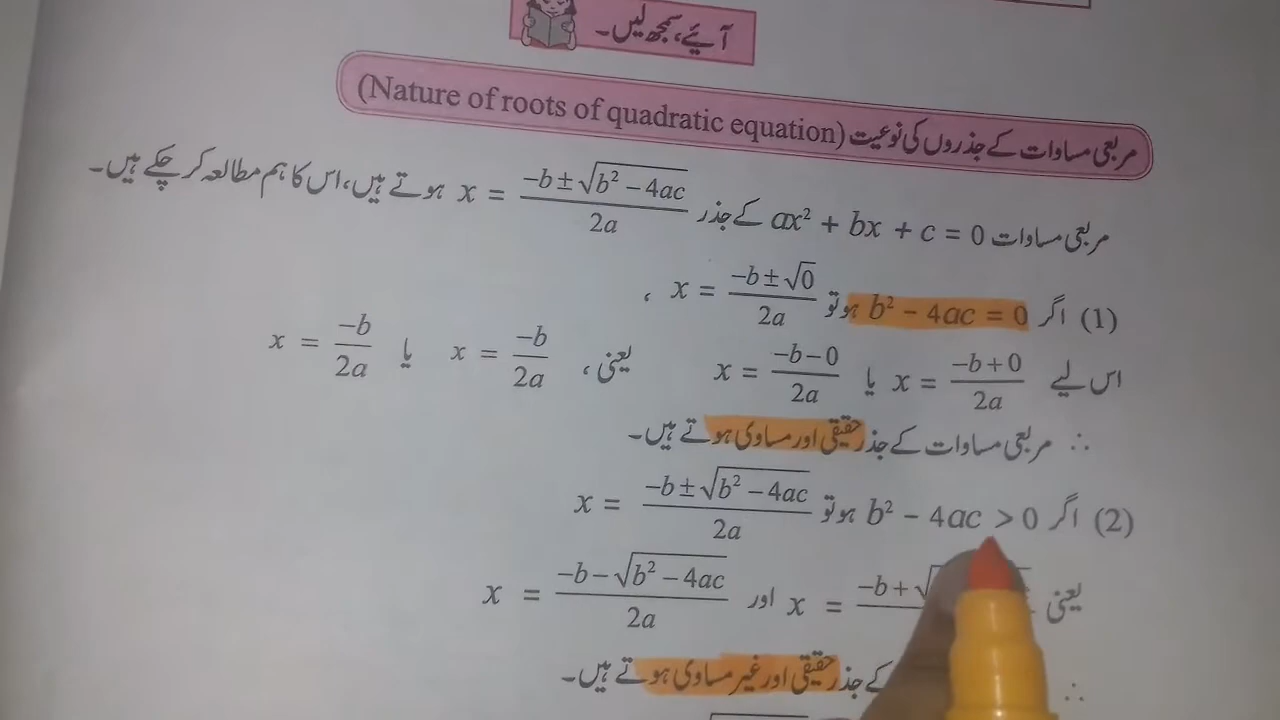 آئیے، سمجھ لیں۔
مربعی مساوات کے جذروں کی نوعیت (Nature of roots of quadratic equation)
مربعی مساوات ax² + bx + c = 0 کے جذر x = (-b ± √(b² − 4ac))/2a ہوتے ہیں، اس کا ہم مطالعہ کر چکے ہیں۔
(1) اگر b² − 4ac = 0 ہو تو x = (-b ± √0)/2a ،
اس لیے x = (-b + 0)/2a یا x = (-b − 0)/2a یعنی، x = -b/2a یا x = -b/2a
∴ مربعی مساوات کے جذر حقیقی اور مساوی ہوتے ہیں۔
(2) اگر b² − 4ac > 0 ہو تو x = (-b ± √(b² − 4ac))/2a
یعنی x = -b + √ اور x = (-b − √(b² − 4ac))/2a
∴ کے جذر حقیقی اور غیر مساوی ہوتے ہیں۔